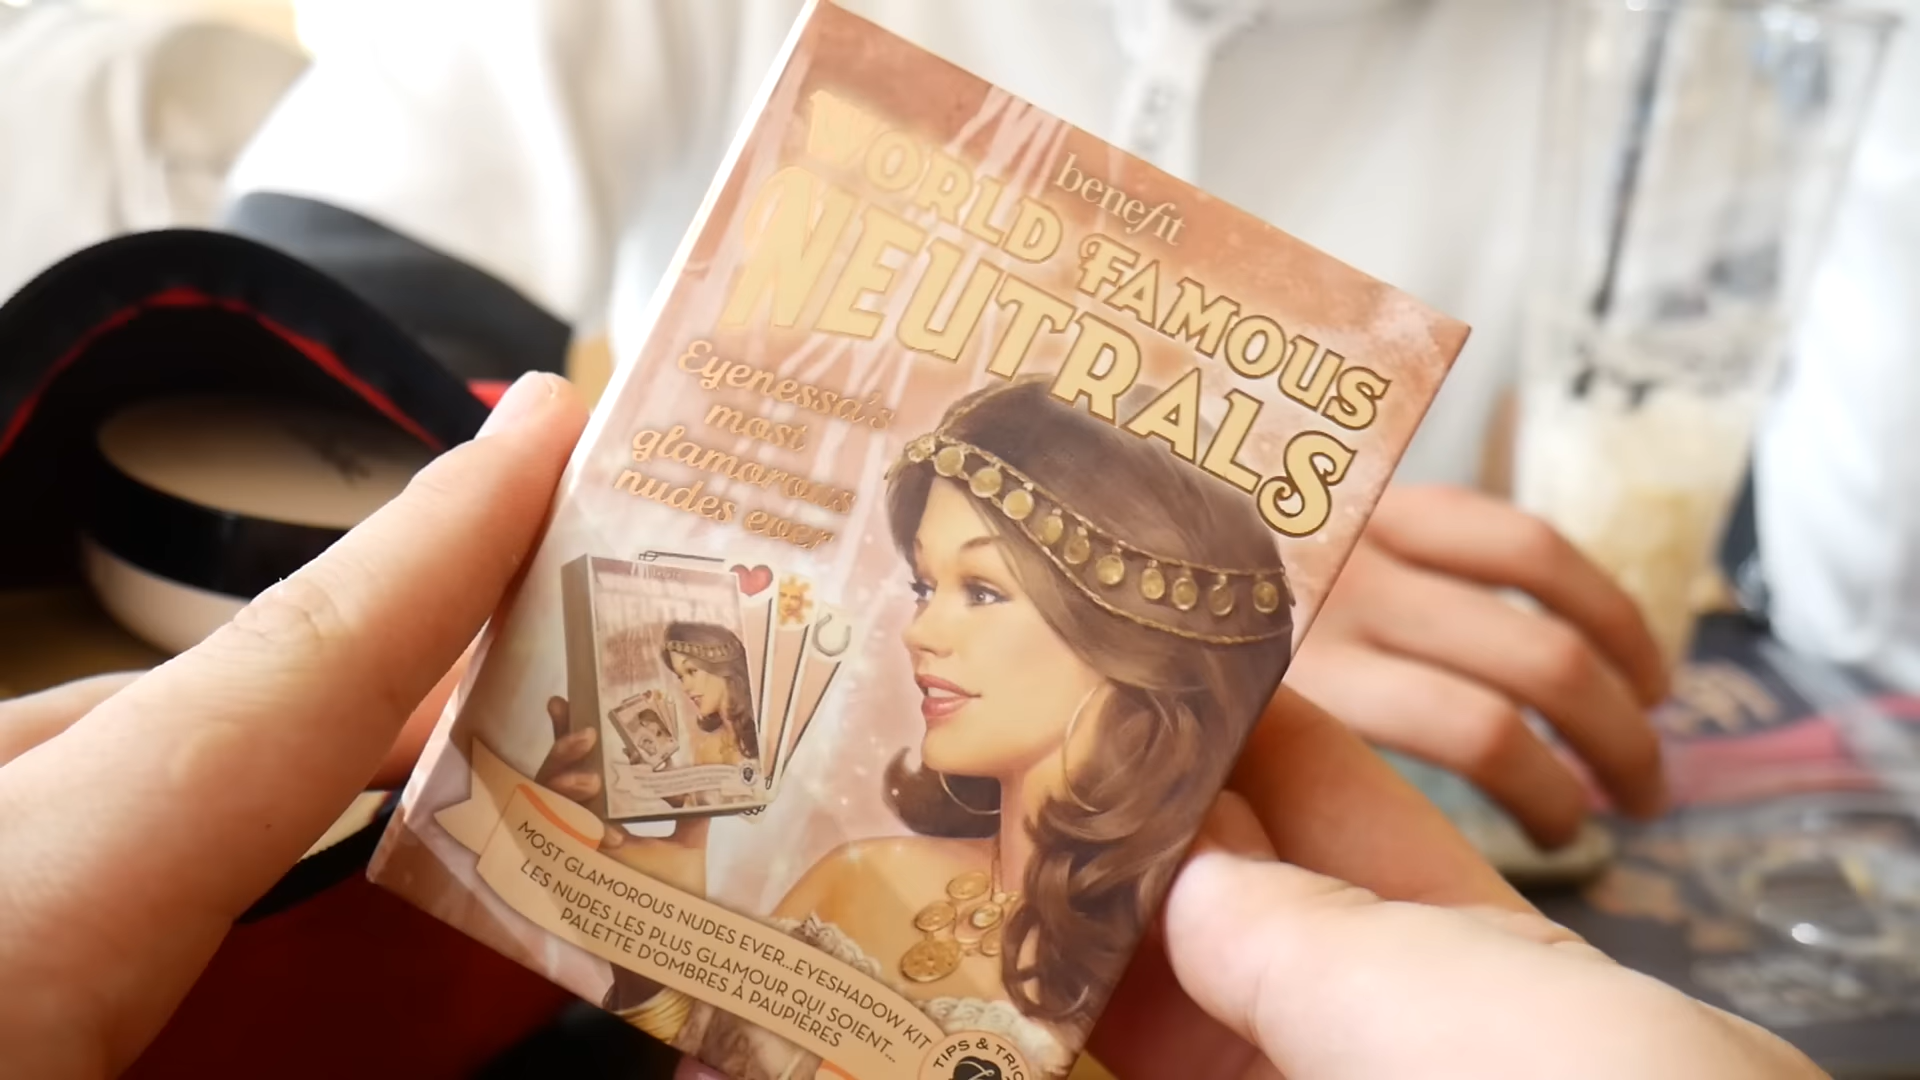 benefit
WORLD FAMOUS
NEUTRALS
Eyenessa's
most
glamorous
nudes ever
NEUTRALS
MOST GLAMOROUS NUDES EVER...EYESHADOW KIT
LES NUDES LES PLUS GLAMOUR QUI SOIENT...
PALETTE D'OMBRES À PAUPIÈRES
TIPS &